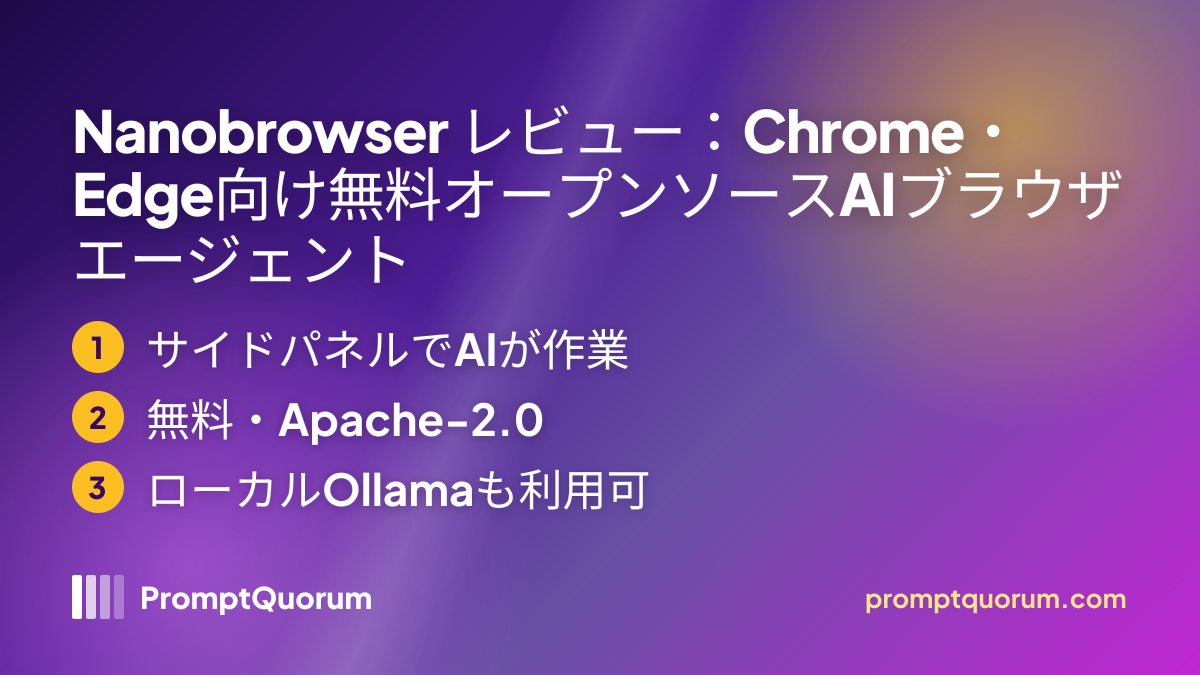 Nanobrowser レビュー：Chrome・
Edge向け無料オープンソースAIブラウザ
エージェント
1 サイドパネルでAIが作業
2 無料・Apache-2.0
3 ローカルOllamaも利用可
PromptQuorum
promptquorum.com